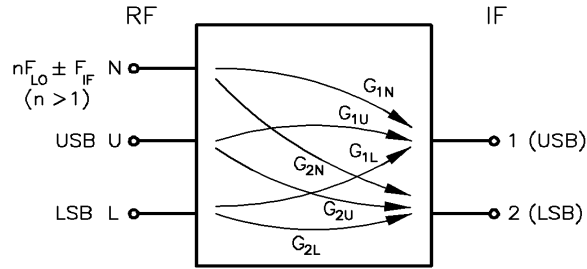 RF IF
nF_LO ± F_IF N
(n > 1)
G_1N
G_1U
USB U
1 (USB)
G_1L
G_2N
LSB L
G_2U
2 (LSB)
G_2L